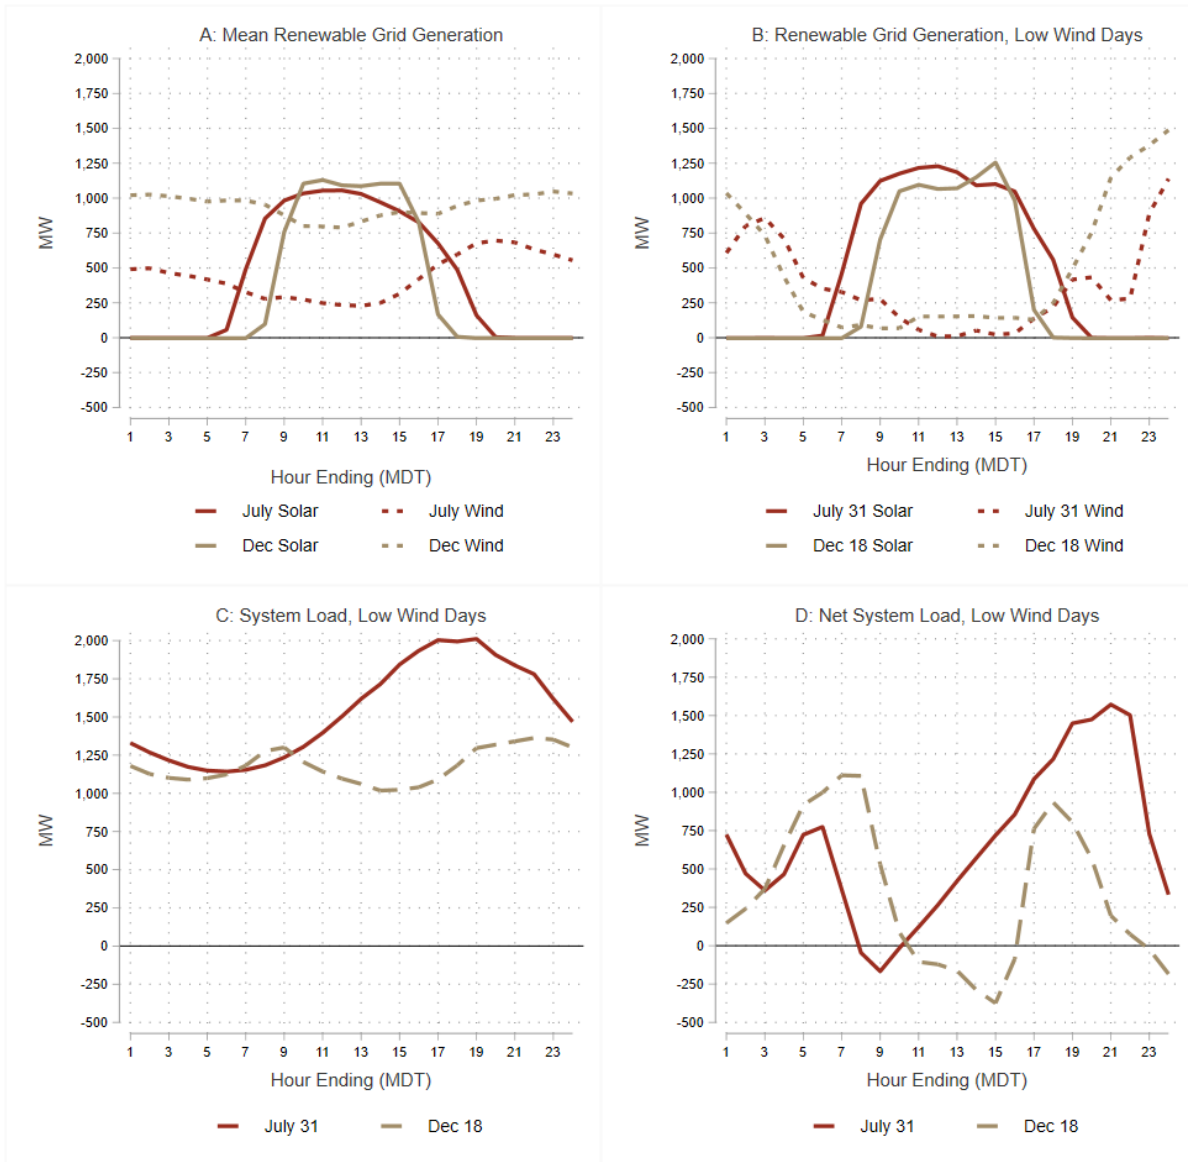 A: Mean Renewable Grid Generation
2,000
1,750
1,500
1,250
1,000
750
500
250
0
-250
-500
MW
1 3 5 7 9 11 13 15 17 19 21 23
Hour Ending (MDT)
July Solar July Wind
Dec Solar Dec Wind
B: Renewable Grid Generation, Low Wind Days
2,000
1,750
1,500
1,250
1,000
750
500
250
0
-250
-500
MW
1 3 5 7 9 11 13 15 17 19 21 23
Hour Ending (MDT)
July 31 Solar July 31 Wind
Dec 18 Solar Dec 18 Wind
C: System Load, Low Wind Days
2,000
1,750
1,500
1,250
1,000
750
500
250
0
-250
-500
MW
1 3 5 7 9 11 13 15 17 19 21 23
Hour Ending (MDT)
July 31 Dec 18
D: Net System Load, Low Wind Days
2,000
1,750
1,500
1,250
1,000
750
500
250
0
-250
-500
MW
1 3 5 7 9 11 13 15 17 19 21 23
Hour Ending (MDT)
July 31 Dec 18